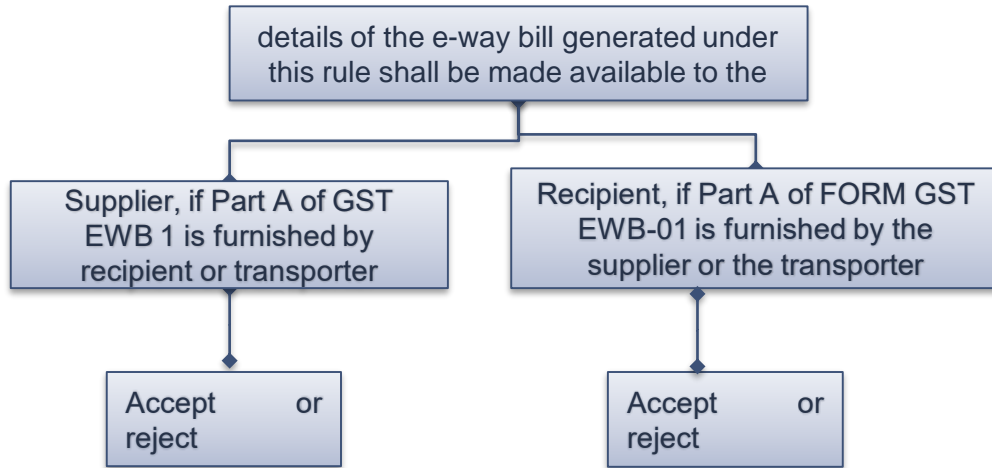 details of the e-way bill generated under
this rule shall be made available to the
Supplier, if Part A of GST
EWB 1 is furnished by
recipient or transporter
Recipient, if Part A of FORM GST
EWB-01 is furnished by the
supplier or the transporter
Accept or
reject
Accept or
reject